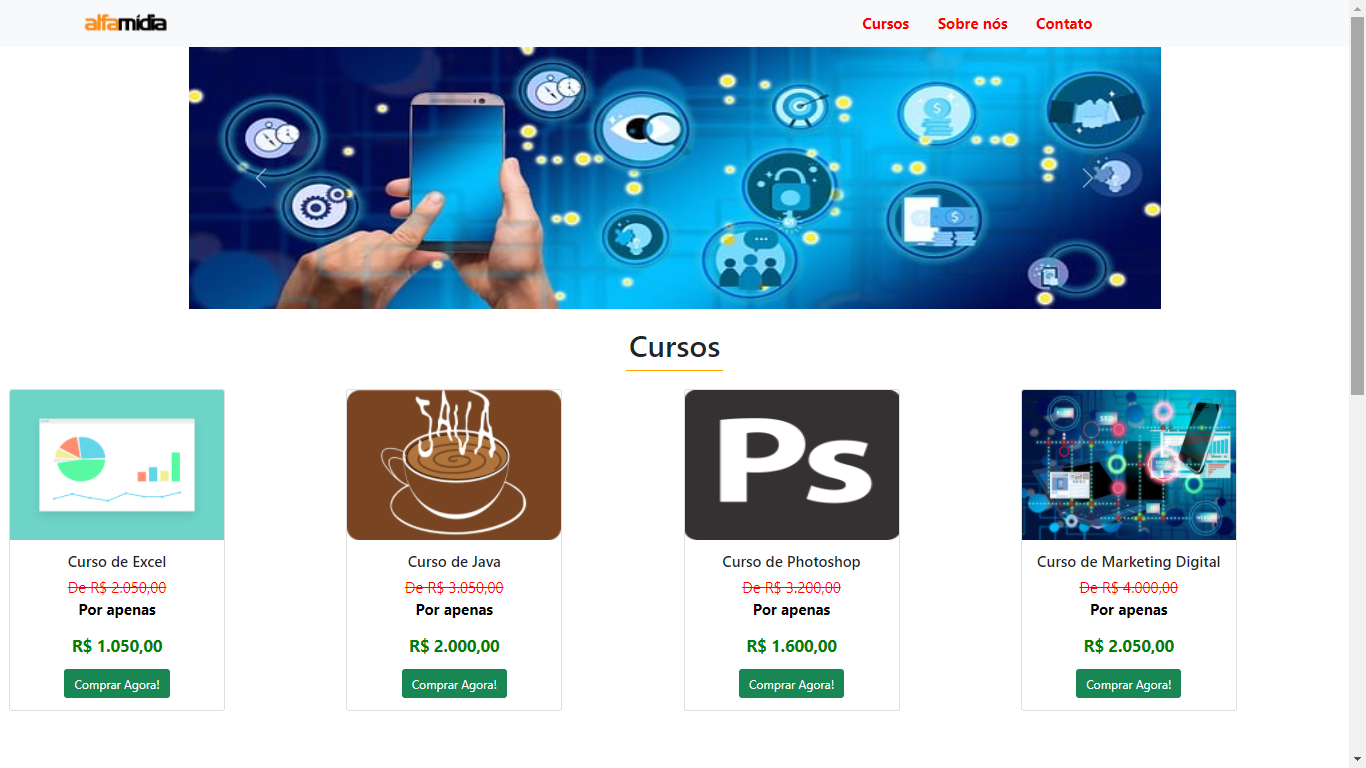 alfamídia
Cursos Sobre nós Contato
Cursos
JAVA
Ps
SEO
Curso de Excel
De R$ 2.050,00
Por apenas
R$ 1.050,00
Comprar Agora!
Curso de Java
De R$ 3.050,00
Por apenas
R$ 2.000,00
Comprar Agora!
Curso de Photoshop
De R$ 3.200,00
Por apenas
R$ 1.600,00
Comprar Agora!
Curso de Marketing Digital
De R$ 4.000,00
Por apenas
R$ 2.050,00
Comprar Agora!